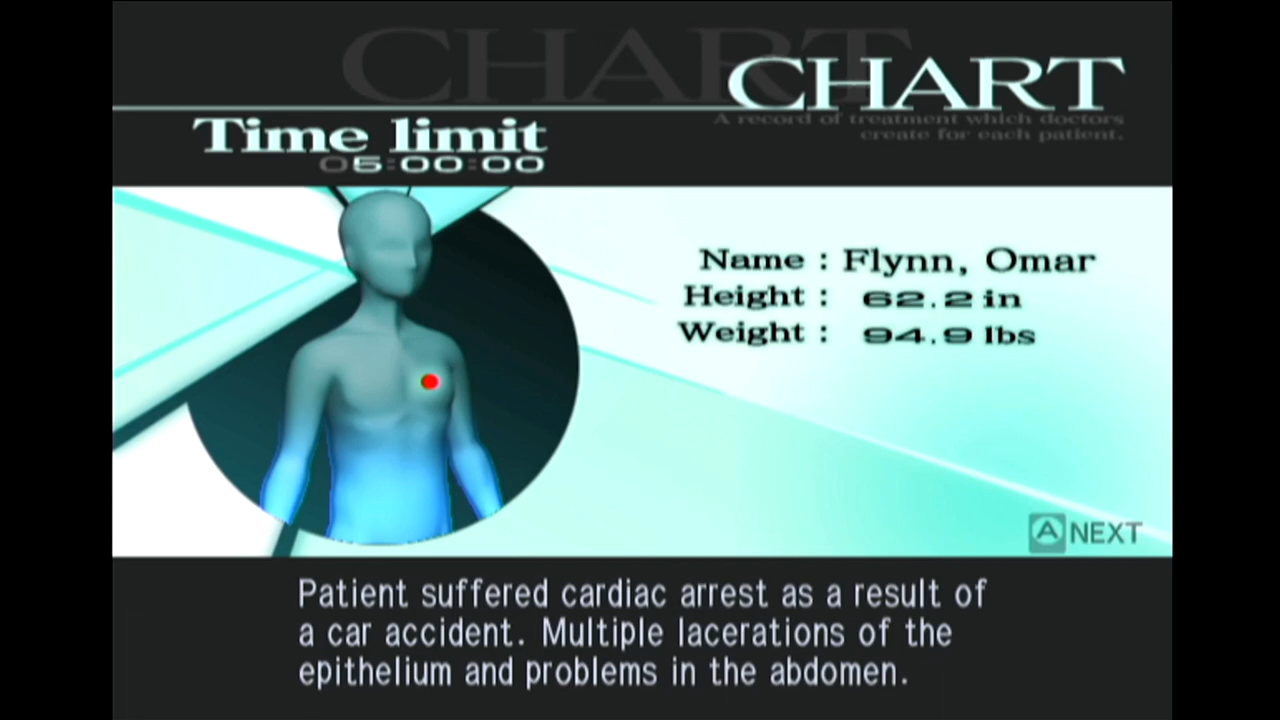 CHART
CHART
A record of treatment which doctors
create for each patient.
Time limit
05:00:00
Name : Flynn, Omar
Height : 62.2 in
Weight : 94.9 lbs
A NEXT
Patient suffered cardiac arrest as a result of
a car accident. Multiple lacerations of the
epithelium and problems in the abdomen.